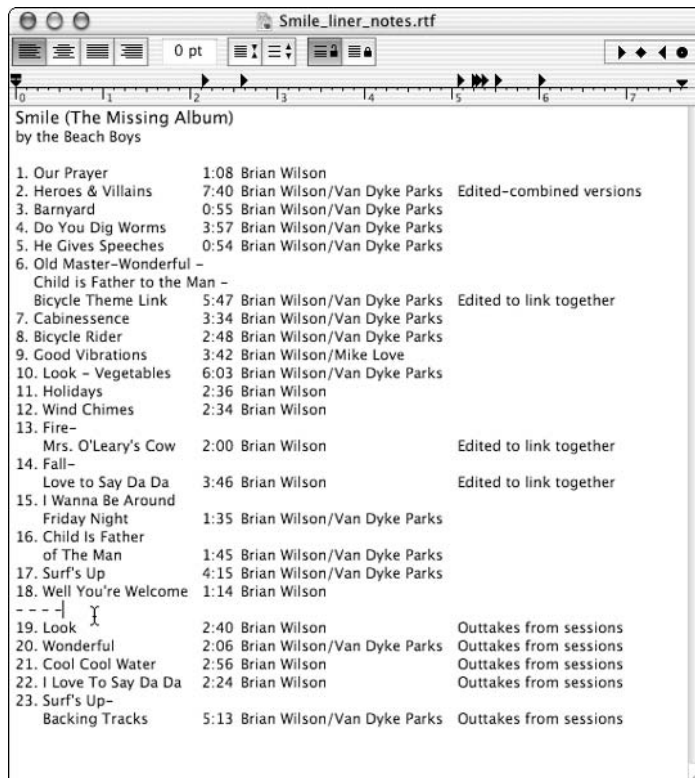 Smile_liner_notes.rtf
0 pt
0 1 2 3 4 5 6 7
Smile (The Missing Album)
by the Beach Boys
1. Our Prayer 1:08 Brian Wilson
2. Heroes & Villains 7:40 Brian Wilson/Van Dyke Parks Edited-combined versions
3. Barnyard 0:55 Brian Wilson/Van Dyke Parks
4. Do You Dig Worms 3:57 Brian Wilson/Van Dyke Parks
5. He Gives Speeches 0:54 Brian Wilson/Van Dyke Parks
6. Old Master-Wonderful –
Child is Father to the Man –
Bicycle Theme Link 5:47 Brian Wilson/Van Dyke Parks Edited to link together
7. Cabinessence 3:34 Brian Wilson/Van Dyke Parks
8. Bicycle Rider 2:48 Brian Wilson/Van Dyke Parks
9. Good Vibrations 3:42 Brian Wilson/Mike Love
10. Look – Vegetables 6:03 Brian Wilson/Van Dyke Parks
11. Holidays 2:36 Brian Wilson
12. Wind Chimes 2:34 Brian Wilson
13. Fire–
Mrs. O'Leary's Cow 2:00 Brian Wilson Edited to link together
14. Fall–
Love to Say Da Da 3:46 Brian Wilson Edited to link together
15. I Wanna Be Around
Friday Night 1:35 Brian Wilson/Van Dyke Parks
16. Child Is Father
of The Man 1:45 Brian Wilson/Van Dyke Parks
17. Surf's Up 4:15 Brian Wilson/Van Dyke Parks
18. Well You're Welcome 1:14 Brian Wilson
- - - -
19. Look 2:40 Brian Wilson Outtakes from sessions
20. Wonderful 2:06 Brian Wilson/Van Dyke Parks Outtakes from sessions
21. Cool Cool Water 2:56 Brian Wilson Outtakes from sessions
22. I Love To Say Da Da 2:24 Brian Wilson Outtakes from sessions
23. Surf's Up–
Backing Tracks 5:13 Brian Wilson/Van Dyke Parks Outtakes from sessions